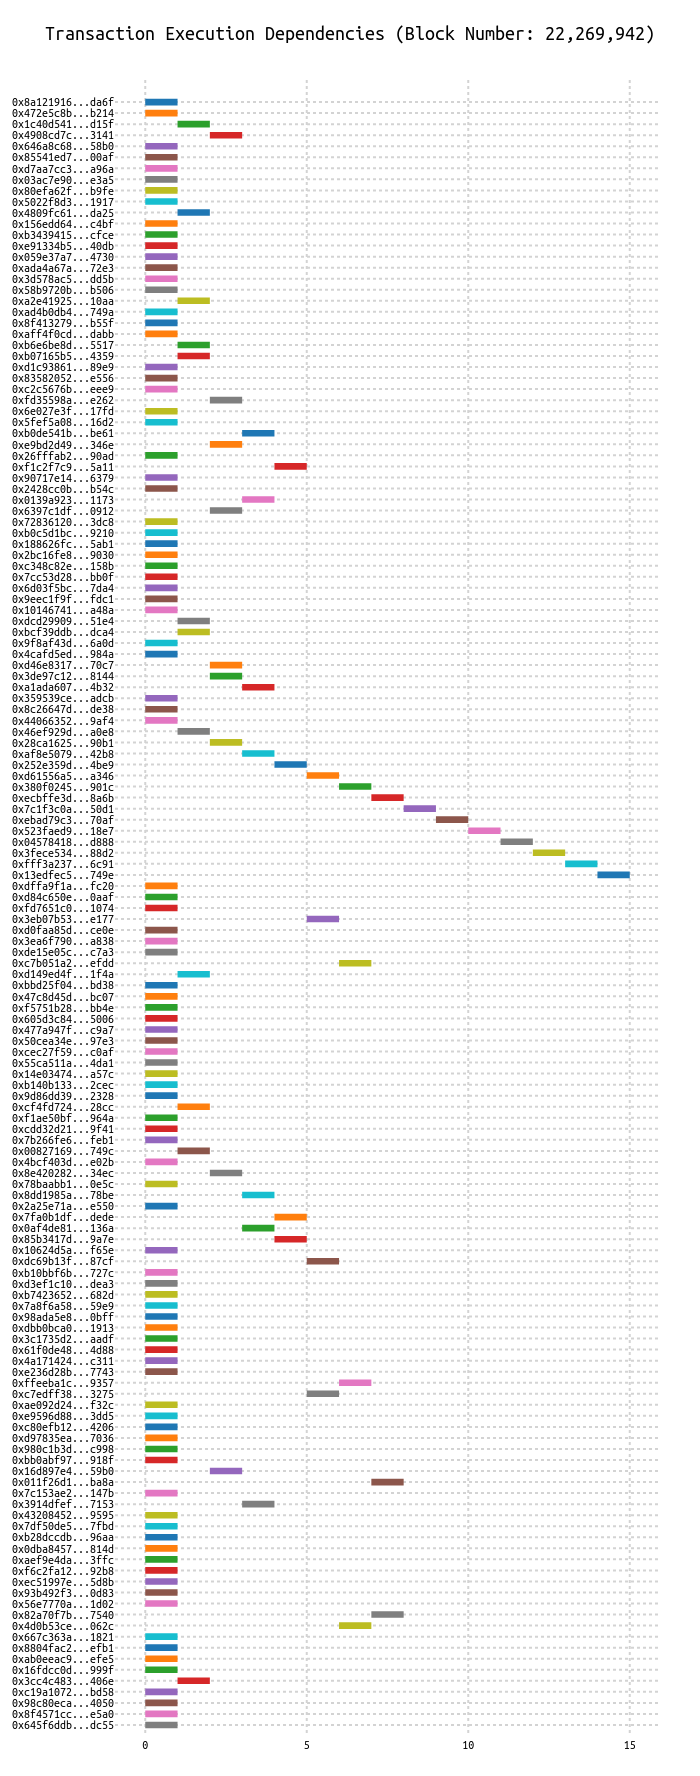 Transaction Execution Dependencies (Block Number: 22,269,942)
0x8a121916...da6f
0x472e5c8b...b214
0x1c40d541...d15f
0x4908cd7c...3141
0x646a8c68...58b0
0x85541ed7...00af
0xd7aa7cc3...a96a
0x03ac7e90...e3a5
0x80efa62f...b9fe
0x5022f8d3...1917
0x4809fc61...da25
0x156edd64...c4bf
0xb3439415...cfce
0xe91334b5...40db
0x059e37a7...4730
0xada4a67a...72e3
0x3d578ac5...dd5b
0x58b9720b...b506
0xa2e41925...10aa
0xad4b0db4...749a
0x8f413279...b55f
0xaff4f0cd...dabb
0xb6e6be8d...5517
0xb07165b5...4359
0xd1c93861...89e9
0x83582052...e556
0xc2c5676b...eee9
0xfd35598a...e262
0x6e027e3f...17fd
0x5fef5a08...16d2
0xb0de541b...be61
0xe9bd2d49...346e
0x26fffab2...90ad
0xf1c2f7c9...5a11
0x90717e14...6379
0x2428cc0b...b54c
0x0139a923...1173
0x6397c1df...0912
0x72836120...3dc8
0xb0c5d1bc...9210
0x188626fc...5ab1
0x2bc16fe8...9030
0xc348c82e...158b
0x7cc53d28...bb0f
0x6d03f5bc...7da4
0x9eec1f9f...fdc1
0x10146741...a48a
0xdcd29909...51e4
0xbcf39ddb...dca4
0x9f8af43d...6a0d
0x4cafd5ed...984a
0xd46e8317...70c7
0x3de97c12...8144
0xa1ada607...4b32
0x359539ce...adcb
0x8c26647d...de38
0x44066352...9af4
0x46ef929d...a0e8
0x28ca1625...90b1
0xaf8e5079...42b8
0x252e359d...4be9
0xd61556a5...a346
0x380f0245...901c
0xecbffe3d...8a6b
0x7c1f3c0a...50d1
0xebad79c3...70af
0x523faed9...18e7
0x04578418...d888
0x3fece534...88d2
0xfff3a237...6c91
0x13edfec5...749e
0xdffa9f1a...fc20
0xd84c650e...0aaf
0xfd7651c0...1074
0x3eb07b53...e177
0xd0faa85d...ce0e
0x3ea6f790...a838
0xde15e05c...c7a3
0xc7b051a2...efdd
0xd149ed4f...1f4a
0xbbd25f04...bd38
0x47c8d45d...bc07
0xf5751b28...bb4e
0x605d3c84...5006
0x477a947f...c9a7
0x50cea34e...97e3
0xcec27f59...c0af
0x55ca511a...4da1
0x14e03474...a57c
0xb140b133...2cec
0x9d86dd39...2328
0xcf4fd724...28cc
0xf1ae50bf...964a
0xcdd32d21...9f41
0x7b266fe6...feb1
0x00827169...749c
0x4bcf403d...e02b
0x8e420282...34ec
0x78baabb1...0e5c
0x8dd1985a...78be
0x2a25e71a...e550
0x7fa0b1df...dede
0x0af4de81...136a
0x85b3417d...9a7e
0x10624d5a...f65e
0xdc69b13f...87cf
0xb10bbf6b...727c
0xd3ef1c10...dea3
0xb7423652...682d
0x7a8f6a58...59e9
0x98ada5e8...0bff
0xdbb0bca0...1913
0x3c1735d2...aadf
0x61f0de48...4d88
0x4a171424...c311
0xe236d28b...7743
0xffeeba1c...9357
0xc7edff38...3275
0xae092d24...f32c
0xe9596d88...3dd5
0xc80efb12...4206
0xd97835ea...7036
0x980c1b3d...c998
0xbb0abf97...918f
0x16d897e4...59b0
0x011f26d1...ba8a
0x7c153ae2...147b
0x3914dfef...7153
0x43208452...9595
0x7df50de5...7fbd
0xb28dccdb...96aa
0x0dba8457...814d
0xaef9e4da...3ffc
0xf6c2fa12...92b8
0xec51997e...5d8b
0x93b492f3...0d83
0x56e7770a...1d02
0x82a70f7b...7540
0x4d0b53ce...062c
0x667c363a...1821
0x8804fac2...efb1
0xab0eeac9...efe5
0x16fdcc0d...999f
0x3cc4c483...406e
0xc19a1072...bd58
0x98c80eca...4050
0x8f4571cc...e5a0
0x645f6ddb...dc55
0 5 10 15